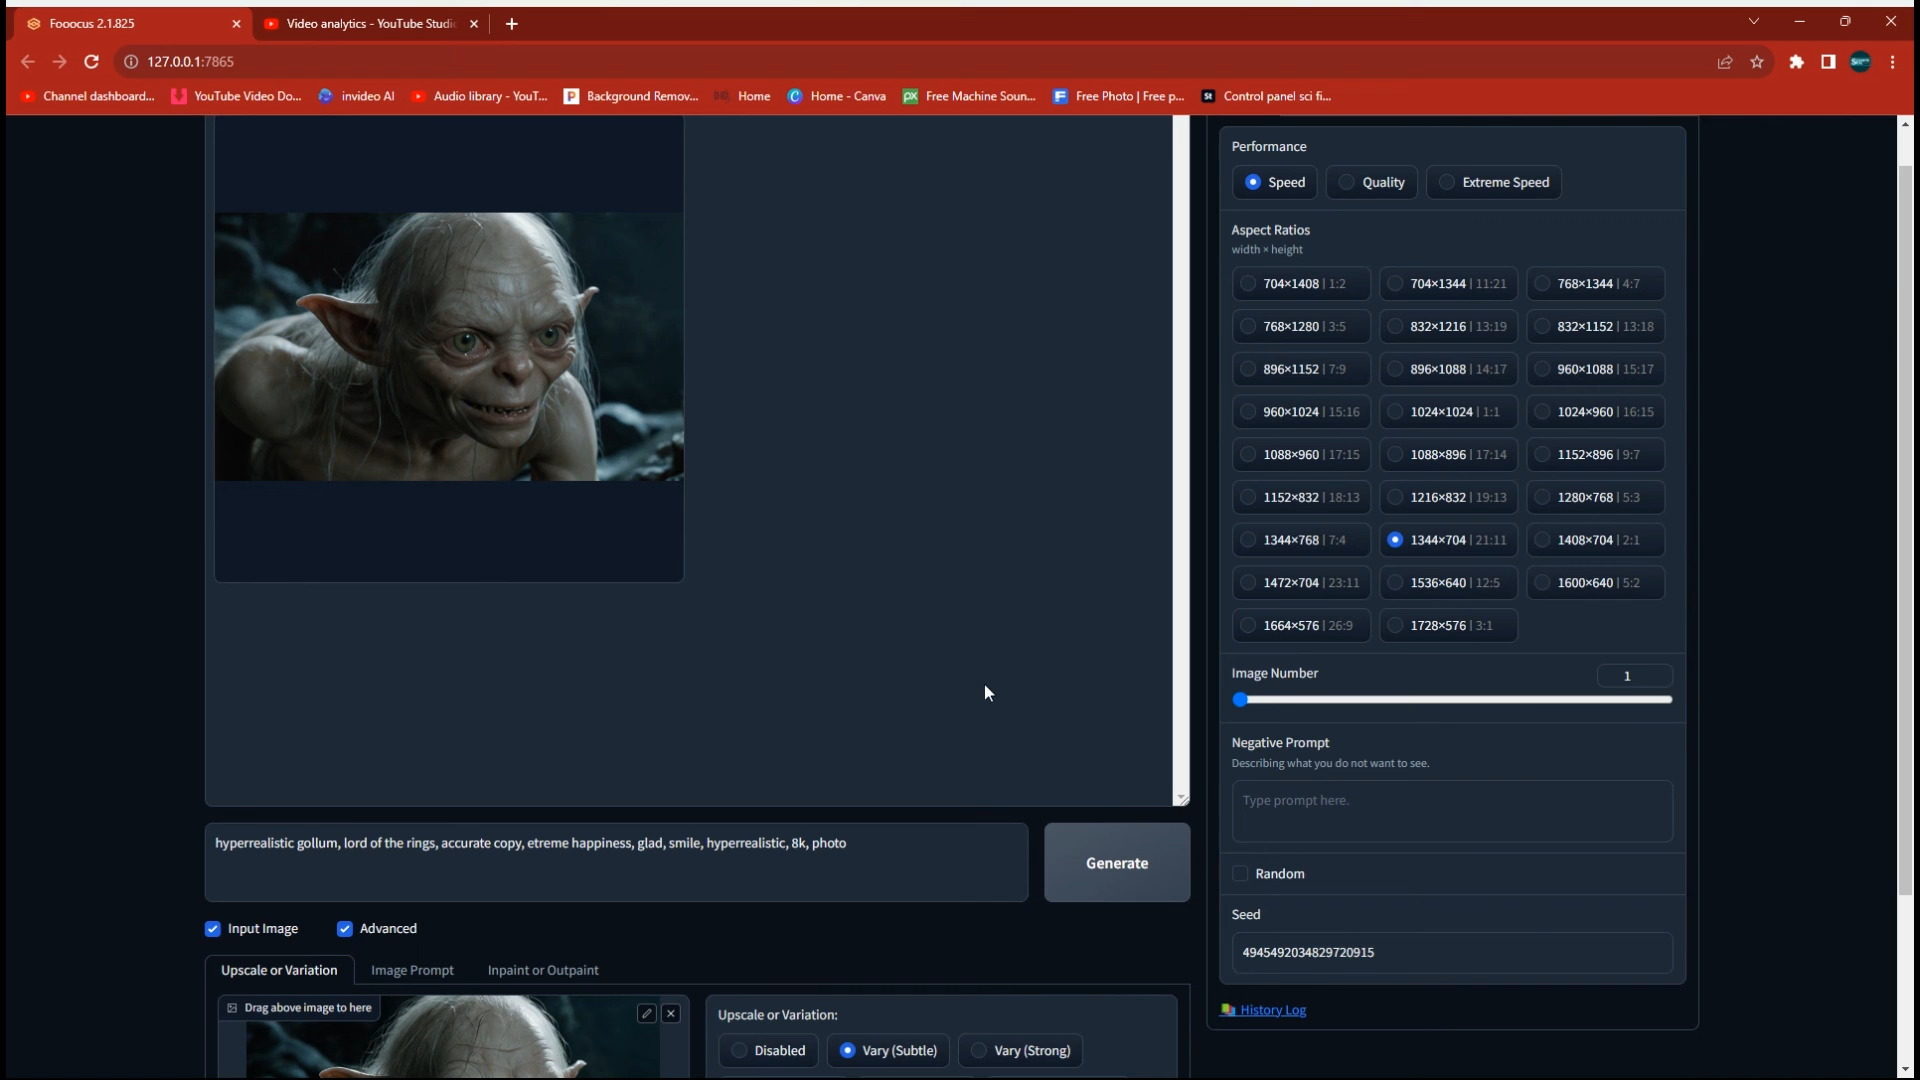 Fooocus 2.1.825
Video analytics - YouTube Studi
127.0.0.1:7865
Channel dashboard...
YouTube Video Do...
invideo AI
Audio library - YouT...
Background Remov...
Home
Home - Canva
Free Machine Soun...
Free Photo | Free p...
Control panel sci fi...
Performance
Speed
Quality
Extreme Speed
Aspect Ratios
width × height
704×1408 | 1:2
704×1344 | 11:21
768×1344 | 4:7
768×1280 | 3:5
832×1216 | 13:19
832×1152 | 13:18
896×1152 | 7:9
896×1088 | 14:17
960×1088 | 15:17
960×1024 | 15:16
1024×1024 | 1:1
1024×960 | 16:15
1088×960 | 17:15
1088×896 | 17:14
1152×896 | 9:7
1152×832 | 18:13
1216×832 | 19:13
1280×768 | 5:3
1344×768 | 7:4
1344×704 | 21:11
1408×704 | 2:1
1472×704 | 23:11
1536×640 | 12:5
1600×640 | 5:2
1664×576 | 26:9
1728×576 | 3:1
Image Number
1
Negative Prompt
Describing what you do not want to see.
Type prompt here.
Random
Seed
4945492034829720915
History Log
hyperrealistic gollum, lord of the rings, accurate copy, etreme happiness, glad, smile, hyperrealistic, 8k, photo
Generate
Input Image
Advanced
Upscale or Variation
Image Prompt
Inpaint or Outpaint
Drag above image to here
Upscale or Variation:
Disabled
Vary (Subtle)
Vary (Strong)